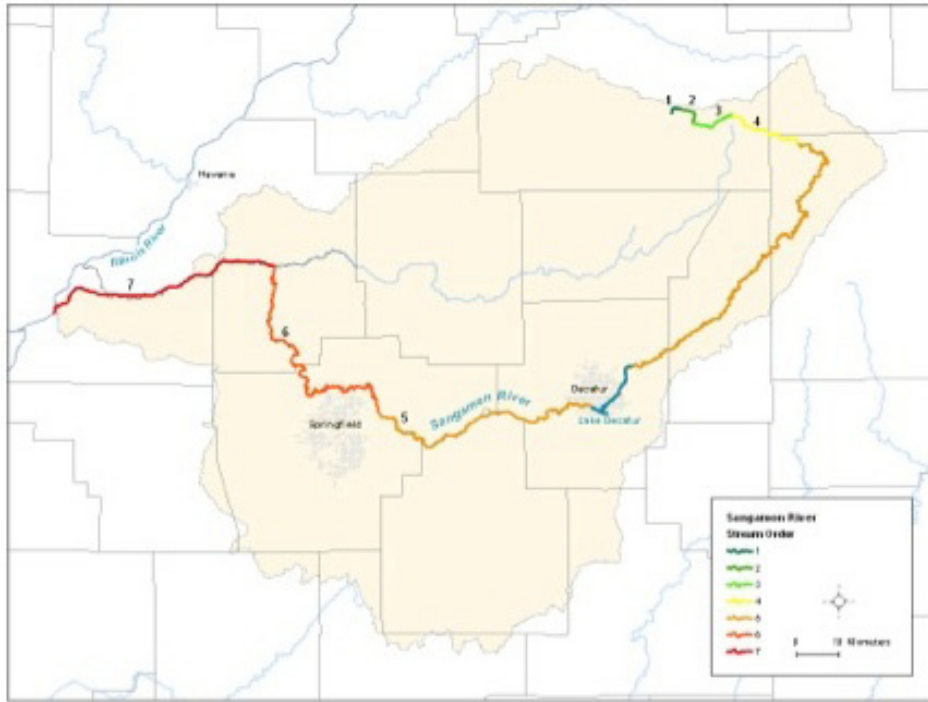 1
2
3
4
Havana
Illinois River
7
6
Decatur
Sangamon River
5
Lake Decatur
Springfield
Sangamon River
Stream Order
1
2
3
4
5
6
7
0 10 Kilometers